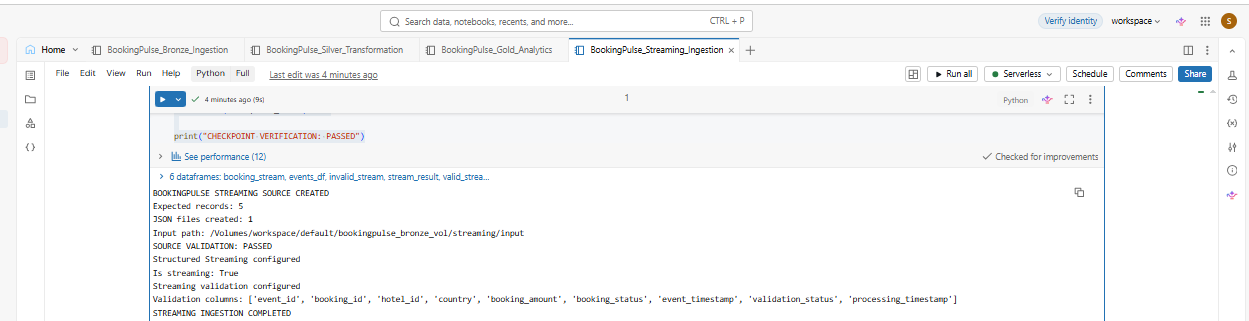 Search data, notebooks, recents, and more... CTRL + P
Verify identity workspace S
Home BookingPulse_Bronze_Ingestion BookingPulse_Silver_Transformation BookingPulse_Gold_Analytics BookingPulse_Streaming_Ingestion
File Edit View Run Help Python Full Last edit was 4 minutes ago Run all Serverless Schedule Comments Share
4 minutes ago (9s) 1 Python
print("CHECKPOINT VERIFICATION: PASSED")
See performance (12) Checked for improvements
6 dataframes: booking_stream, events_df, invalid_stream, stream_result, valid_strea...
BOOKINGPULSE STREAMING SOURCE CREATED
Expected records: 5
JSON files created: 1
Input path: /Volumes/workspace/default/bookingpulse_bronze_vol/streaming/input
SOURCE VALIDATION: PASSED
Structured Streaming configured
Is streaming: True
Streaming validation configured
Validation columns: ['event_id', 'booking_id', 'hotel_id', 'country', 'booking_amount', 'booking_status', 'event_timestamp', 'validation_status', 'processing_timestamp']
STREAMING INGESTION COMPLETED